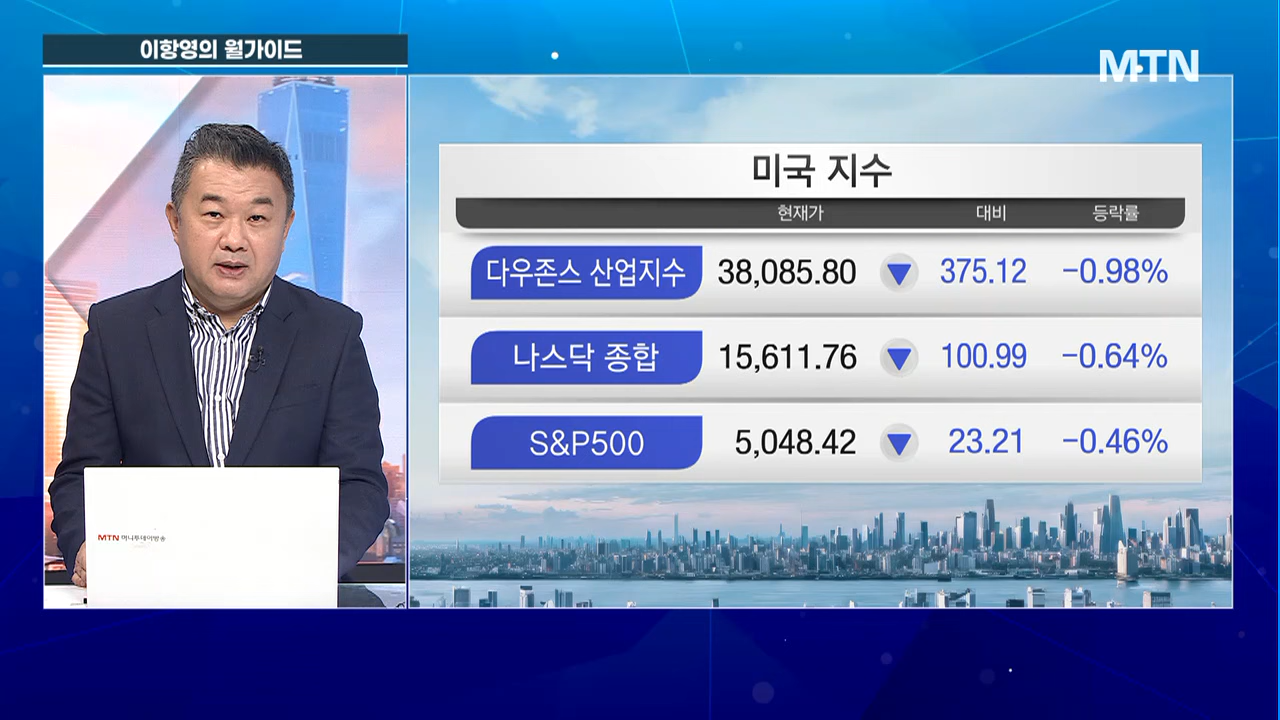 이항영의 월가이드
MTN
미국 지수
현재가 대비 등락률
다우존스 산업지수 38,085.80 ▼ 375.12 -0.98%
나스닥 종합 15,611.76 ▼ 100.99 -0.64%
S&P500 5,048.42 ▼ 23.21 -0.46%
MTN 머니투데이방송